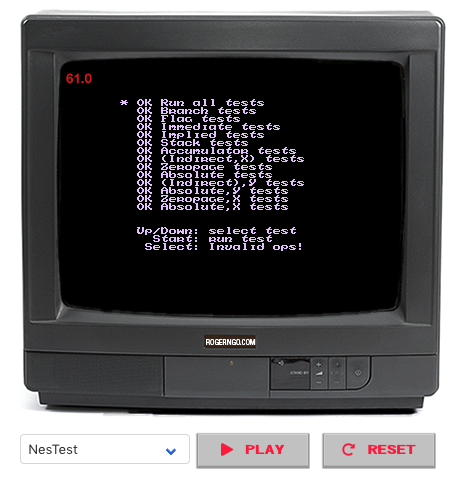 61.0
* OK Run all tests
OK Branch tests
OK Flag tests
OK Immediate tests
OK Implied tests
OK Stack tests
OK Accumulator tests
OK (Indirect,X) tests
OK Zeropage tests
OK Absolute tests
OK (Indirect),Y tests
OK Absolute,Y tests
OK Zeropage,X tests
OK Absolute,X tests
Up/Down: select test
Start: run test
Select: Invalid ops!
ROGERNGO.COM
STAND-BY
NesTest
PLAY
RESET